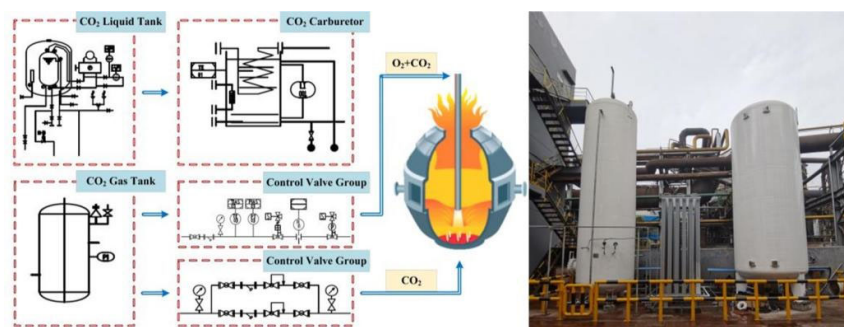 CO₂ Liquid Tank
CO₂ Carburetor
O₂+CO₂
CO₂ Gas Tank
Control Valve Group
Control Valve Group
CO₂